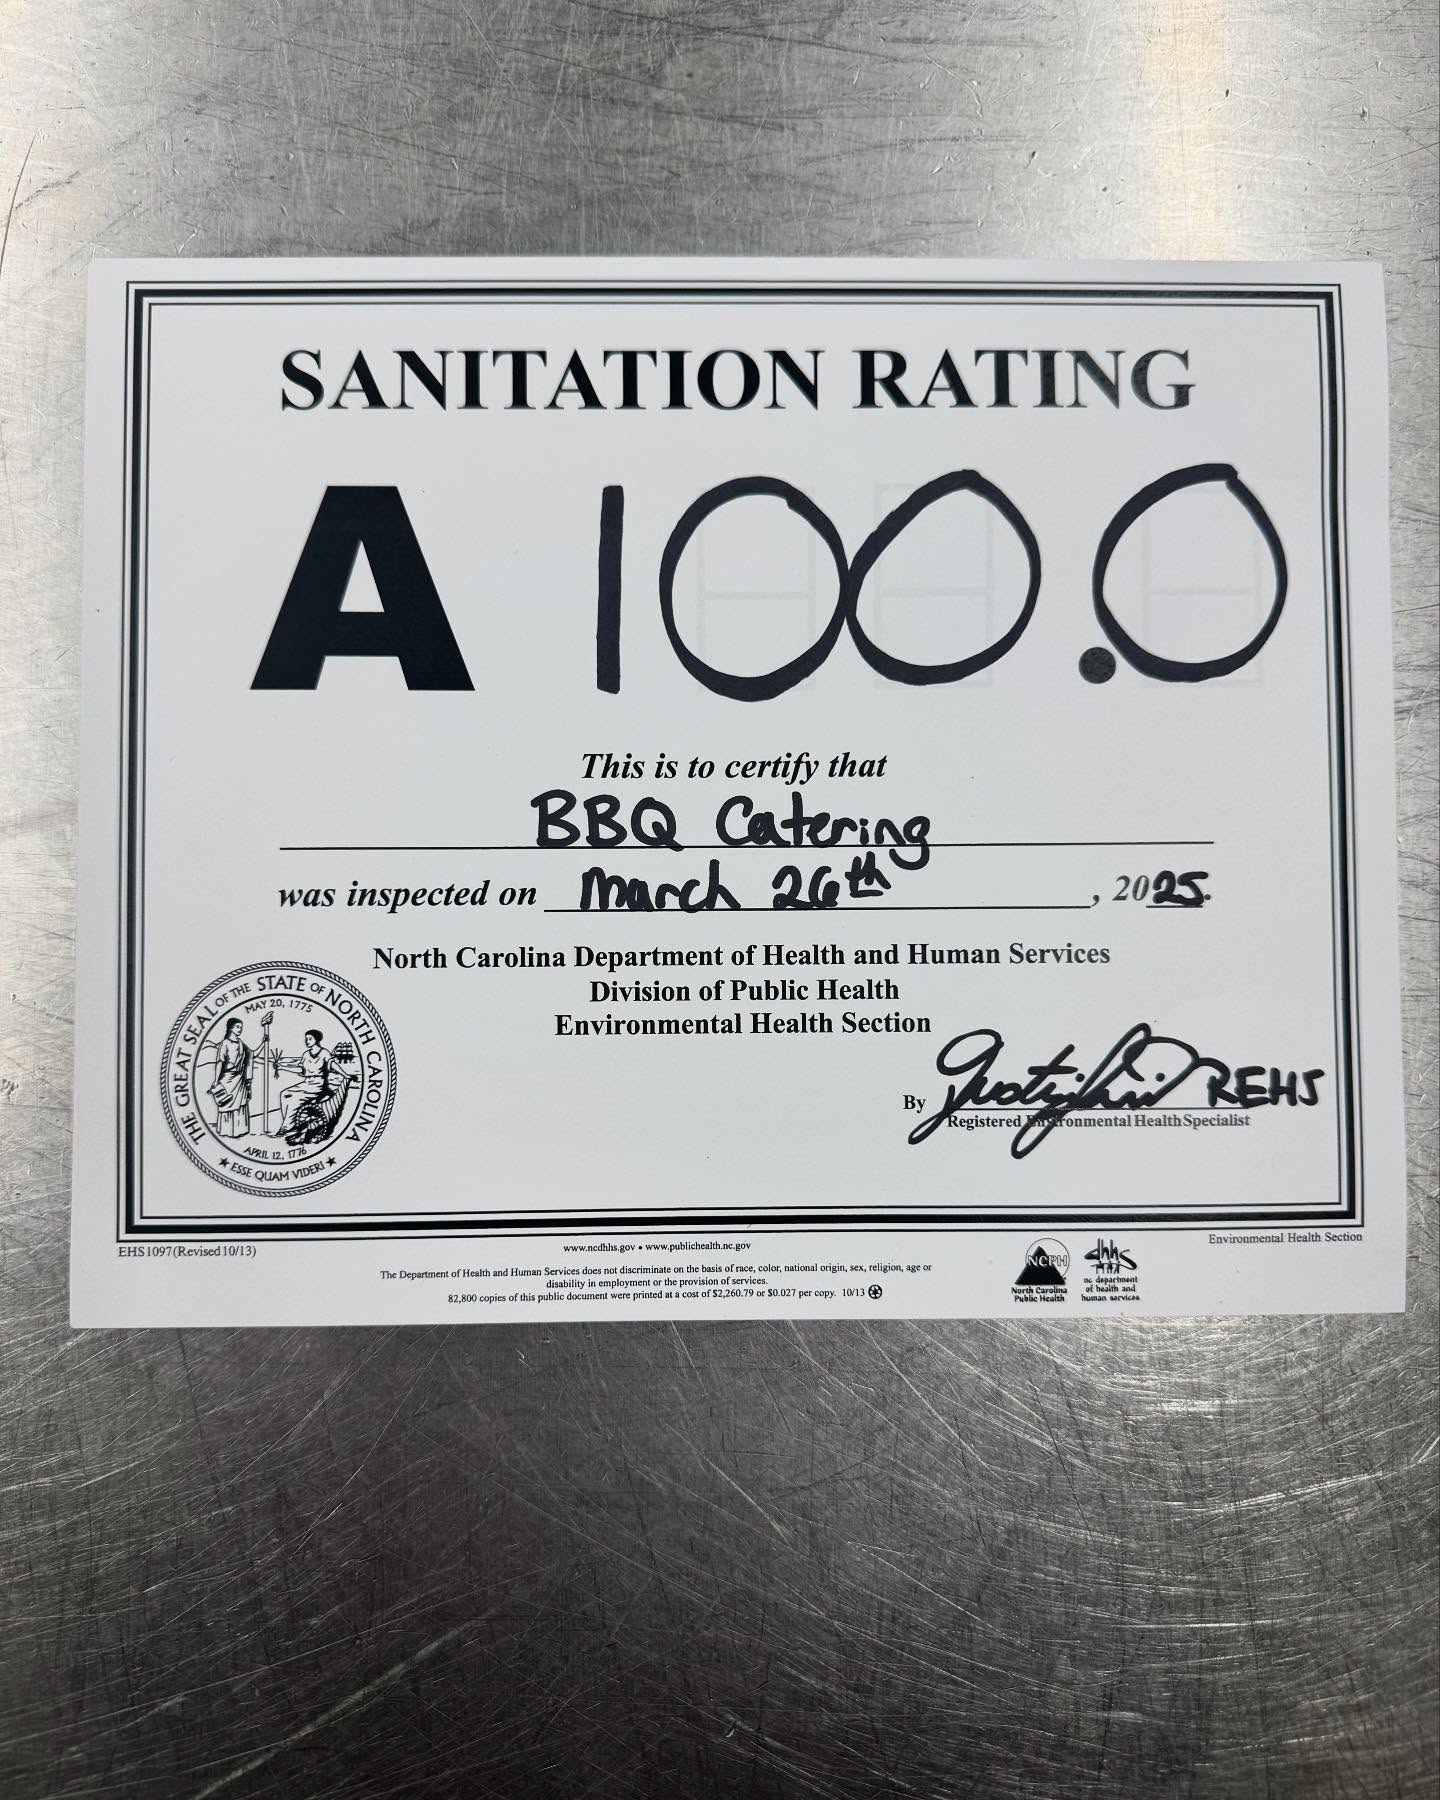 SANITATION RATING
A 100.0
This is to certify that
BBQ Catering
was inspected on March 26th, 2025.
North Carolina Department of Health and Human Services
Division of Public Health
Environmental Health Section
THE GREAT SEAL OF THE STATE OF NORTH CAROLINA
MAY 20, 1775
APRIL 12, 1776
★ ESSE QUAM VIDERI ★
By REHS
Registered Environmental Health Specialist
EHS1097(Revised 10/13)
www.ncdhhs.gov • www.publichealth.nc.gov
Environmental Health Section
The Department of Health and Human Services does not discriminate on the basis of race, color, national origin, sex, religion, age or
disability in employment or the provision of services.
82,800 copies of this public document were printed at a cost of $2,260.79 or $0.027 per copy. 10/13
NCPH
North Carolina
Public Health
dhhs
nc department
of health and
human services